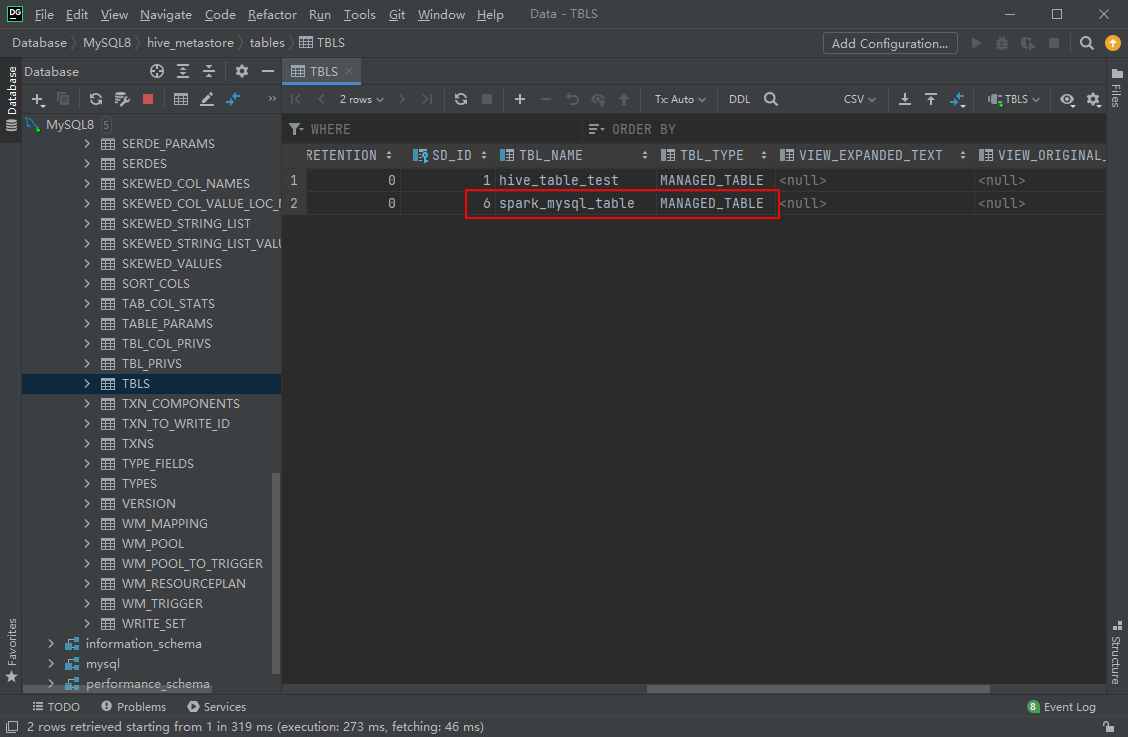 DG File Edit View Navigate Code Refactor Run Tools Git Window Help Data - TBLS
Database MySQL8 hive_metastore tables TBLS Add Configuration...
Database TBLS
2 rows Tx: Auto DDL CSV TBLS
MySQL8 5 WHERE ORDER BY
RETENTION SD_ID TBL_NAME TBL_TYPE VIEW_EXPANDED_TEXT VIEW_ORIGINAL_
1 0 1 hive_table_test MANAGED_TABLE <null> <null>
2 0 6 spark_mysql_table MANAGED_TABLE <null> <null>
SERDE_PARAMS
SERDES
SKEWED_COL_NAMES
SKEWED_COL_VALUE_LOC_M
SKEWED_STRING_LIST
SKEWED_STRING_LIST_VALU
SKEWED_VALUES
SORT_COLS
TAB_COL_STATS
TABLE_PARAMS
TBL_COL_PRIVS
TBL_PRIVS
TBLS
TXN_COMPONENTS
TXN_TO_WRITE_ID
TXNS
TYPE_FIELDS
TYPES
VERSION
WM_MAPPING
WM_POOL
WM_POOL_TO_TRIGGER
WM_RESOURCEPLAN
WM_TRIGGER
WRITE_SET
information_schema
mysql
performance_schema
Database
Favorites
Files
Structure
TODO Problems Services 8 Event Log
2 rows retrieved starting from 1 in 319 ms (execution: 273 ms, fetching: 46 ms)